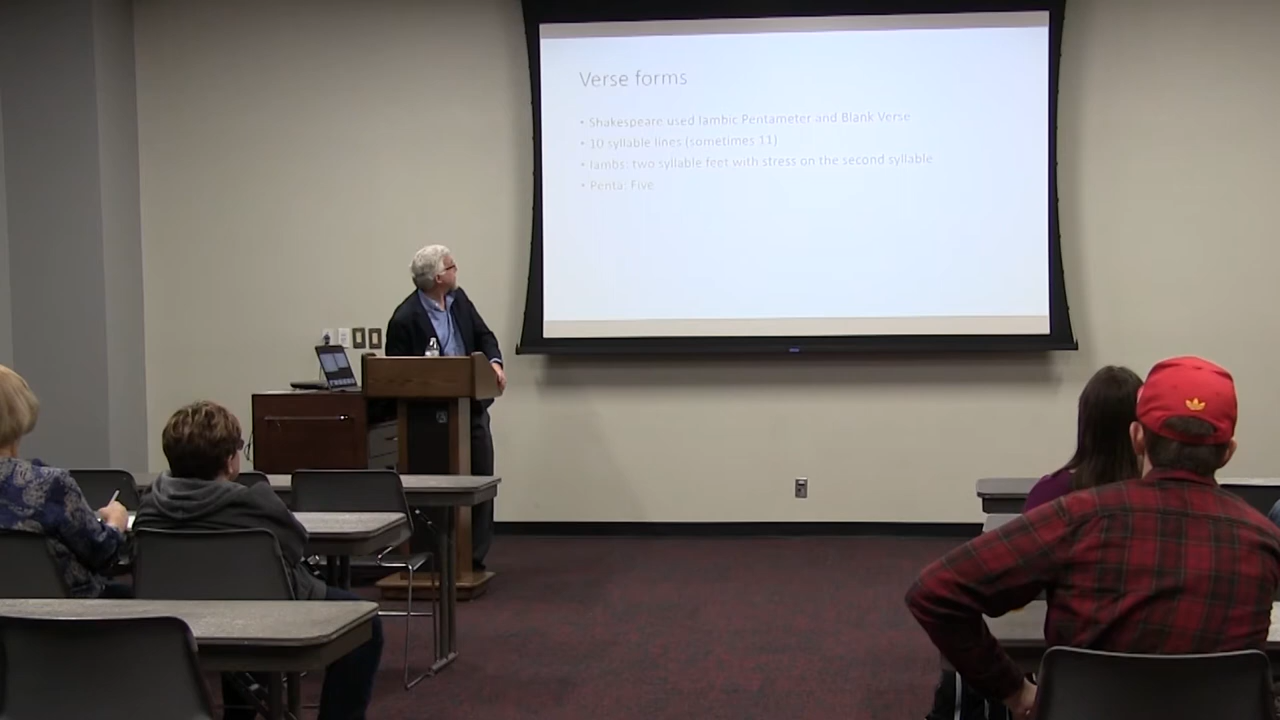 Verse forms
• Shakespeare used Iambic Pentameter and Blank Verse
• 10 syllable lines (sometimes 11)
• Iambs: two syllable feet with stress on the second syllable
• Penta: Five